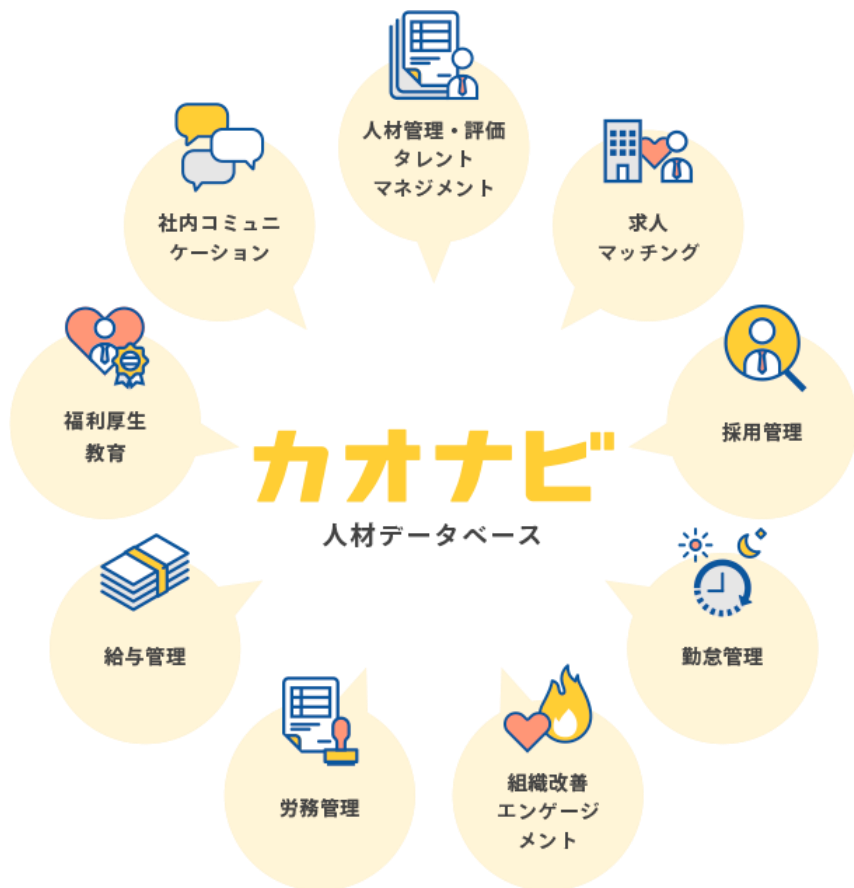 人材管理・評価
タレント
マネジメント
求人
マッチング
採用管理
勤怠管理
組織改善
エンゲージ
メント
労務管理
給与管理
福利厚生
教育
社内コミュニ
ケーション
カオナビ
人材データベース